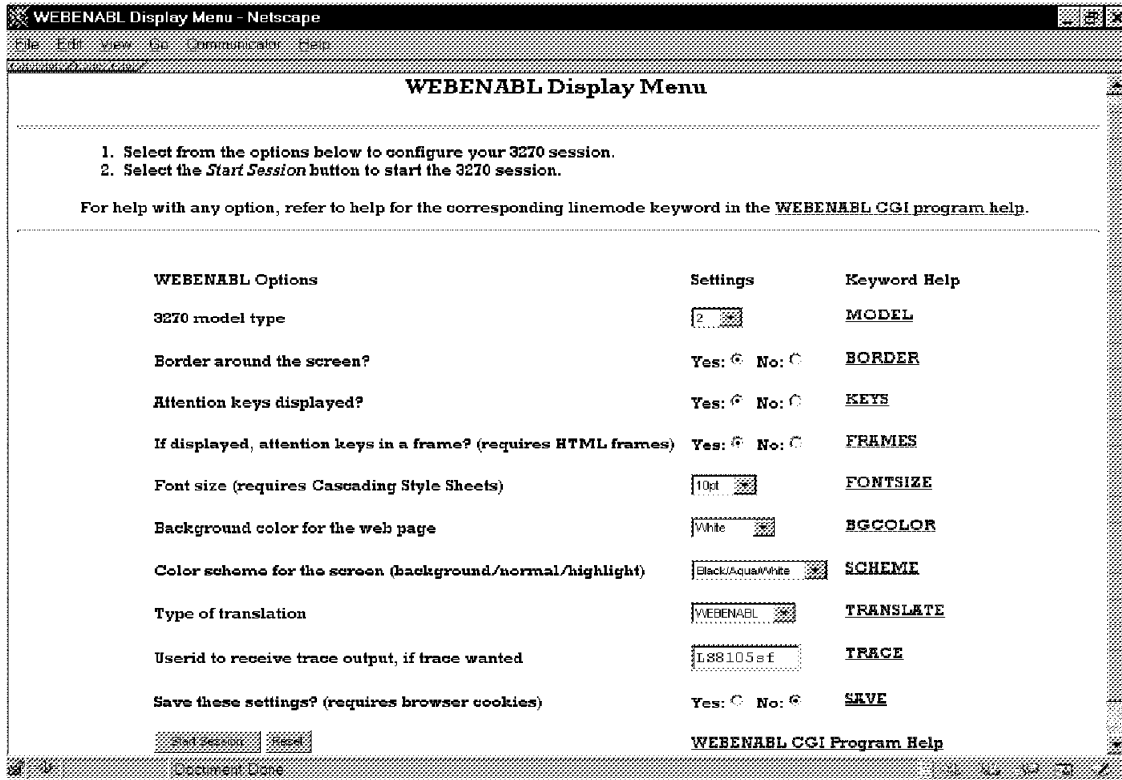 WEBENABL Display Menu - Netscape
File Edit View Go Communicator Help
WEBENABL Display Menu
1. Select from the options below to configure your 3270 session.
2. Select the Start Session button to start the 3270 session.
For help with any option, refer to help for the corresponding linemode keyword in the WEBENABL CGI program help.
WEBENABL Options Settings Keyword Help
3270 model type 2 MODEL
Border around the screen? Yes: No: BORDER
Attention keys displayed? Yes: No: KEYS
If displayed, attention keys in a frame? (requires HTML frames) Yes: No: FRAMES
Font size (requires Cascading Style Sheets) 10pt FONTSIZE
Background color for the web page White BGCOLOR
Color scheme for the screen (background/normal/highlight) Black/Aqua/White SCHEME
Type of translation WEBENABL TRANSLATE
Userid to receive trace output, if trace wanted LS8105sf TRACE
Save these settings? (requires browser cookies) Yes: No: SAVE
Start Session Reset WEBENABL CGI Program Help
Document Done